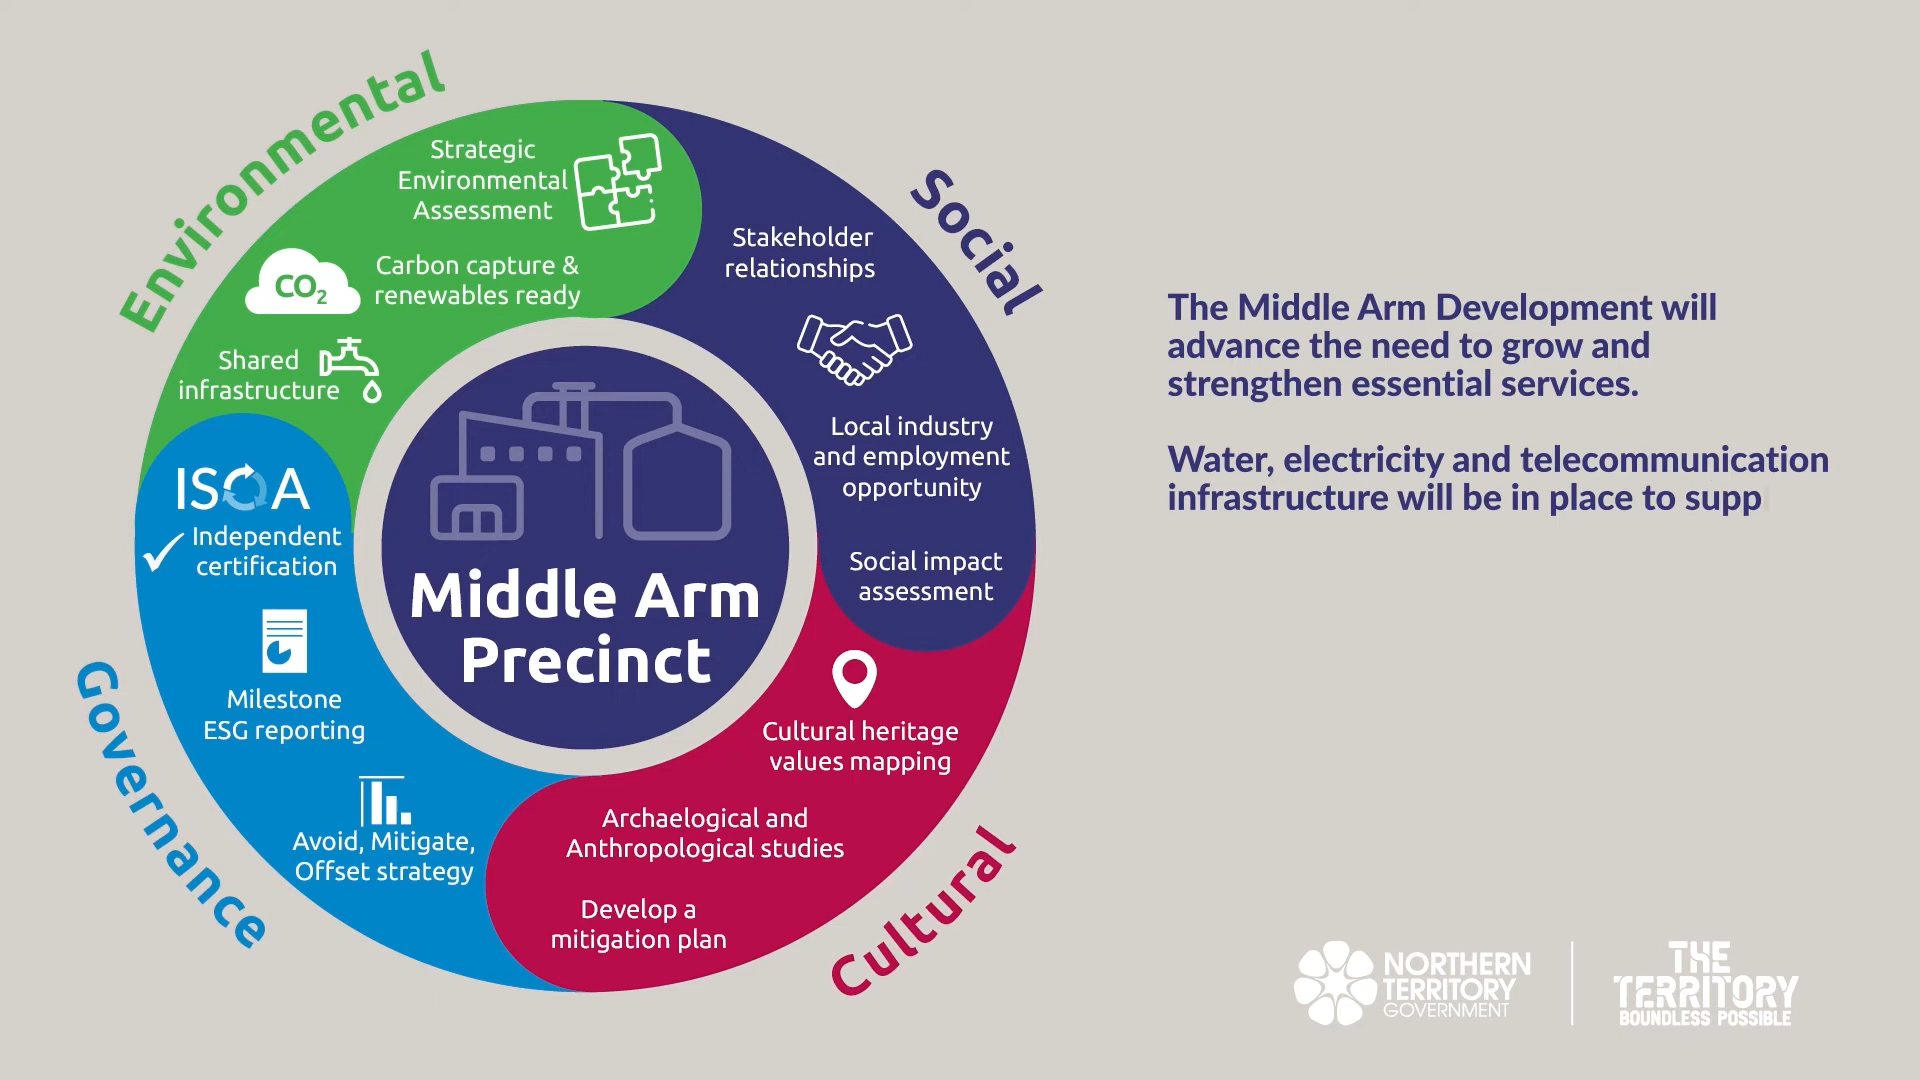 Environmental
Strategic
Environmental
Assessment
CO2
Carbon capture &
renewables ready
Shared
infrastructure
Social
Stakeholder
relationships
Local industry
and employment
opportunity
Social impact
assessment
Cultural
Cultural heritage
values mapping
Archaelogical and
Anthropological studies
Develop a
mitigation plan
Governance
ISCA
Independent
certification
Milestone
ESG reporting
Avoid, Mitigate,
Offset strategy
Middle Arm
Precinct
The Middle Arm Development will
advance the need to grow and
strengthen essential services.
Water, electricity and telecommunication
infrastructure will be in place to supp
NORTHERN
TERRITORY
GOVERNMENT
THE
TERRITORY
BOUNDLESS POSSIBLE